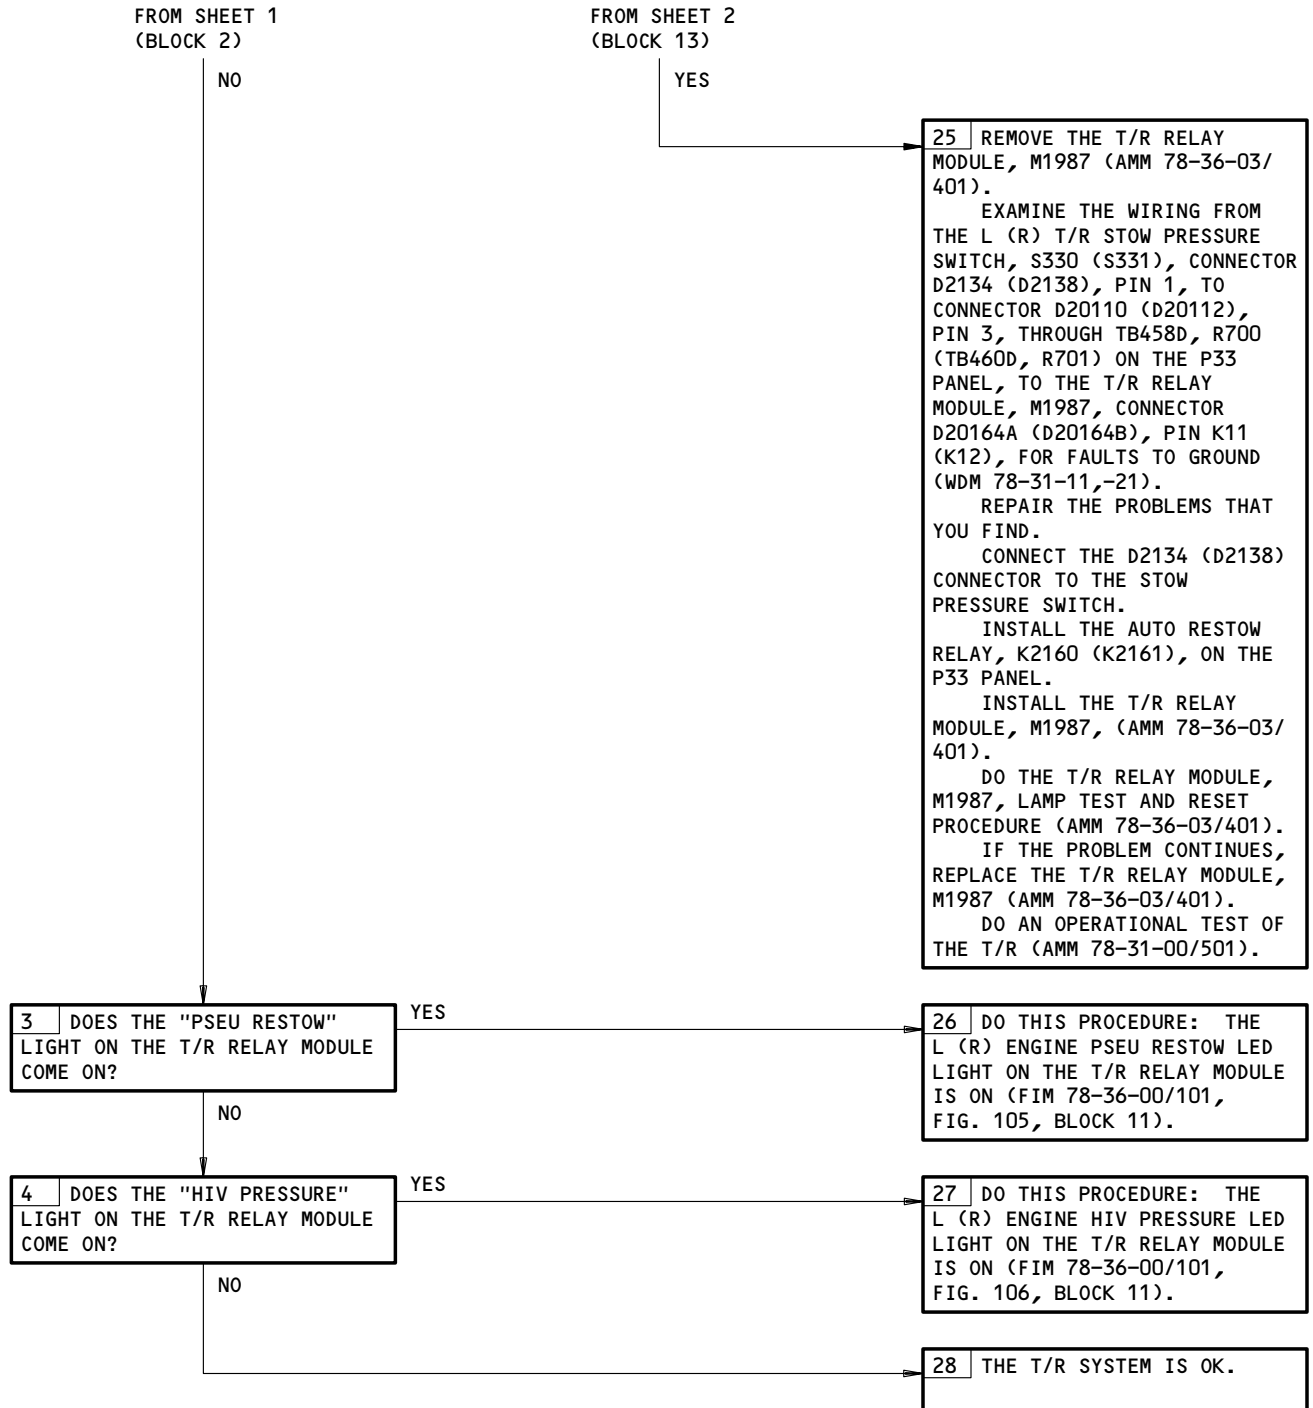 FROM SHEET 1
(BLOCK 2)
NO
FROM SHEET 2
(BLOCK 13)
YES
25 REMOVE THE T/R RELAY
MODULE, M1987 (AMM 78-36-03/
401).
EXAMINE THE WIRING FROM
THE L (R) T/R STOW PRESSURE
SWITCH, S330 (S331), CONNECTOR
D2134 (D2138), PIN 1, TO
CONNECTOR D20110 (D20112),
PIN 3, THROUGH TB458D, R700
(TB460D, R701) ON THE P33
PANEL, TO THE T/R RELAY
MODULE, M1987, CONNECTOR
D20164A (D20164B), PIN K11
(K12), FOR FAULTS TO GROUND
(WDM 78-31-11,-21).
REPAIR THE PROBLEMS THAT
YOU FIND.
CONNECT THE D2134 (D2138)
CONNECTOR TO THE STOW
PRESSURE SWITCH.
INSTALL THE AUTO RESTOW
RELAY, K2160 (K2161), ON THE
P33 PANEL.
INSTALL THE T/R RELAY
MODULE, M1987, (AMM 78-36-03/
401).
DO THE T/R RELAY MODULE,
M1987, LAMP TEST AND RESET
PROCEDURE (AMM 78-36-03/401).
IF THE PROBLEM CONTINUES,
REPLACE THE T/R RELAY MODULE,
M1987 (AMM 78-36-03/401).
DO AN OPERATIONAL TEST OF
THE T/R (AMM 78-31-00/501).
3 DOES THE "PSEU RESTOW"
LIGHT ON THE T/R RELAY MODULE
COME ON?
YES
NO
26 DO THIS PROCEDURE: THE
L (R) ENGINE PSEU RESTOW LED
LIGHT ON THE T/R RELAY MODULE
IS ON (FIM 78-36-00/101,
FIG. 105, BLOCK 11).
4 DOES THE "HIV PRESSURE"
LIGHT ON THE T/R RELAY MODULE
COME ON?
YES
NO
27 DO THIS PROCEDURE: THE
L (R) ENGINE HIV PRESSURE LED
LIGHT ON THE T/R RELAY MODULE
IS ON (FIM 78-36-00/101,
FIG. 106, BLOCK 11).
28 THE T/R SYSTEM IS OK.